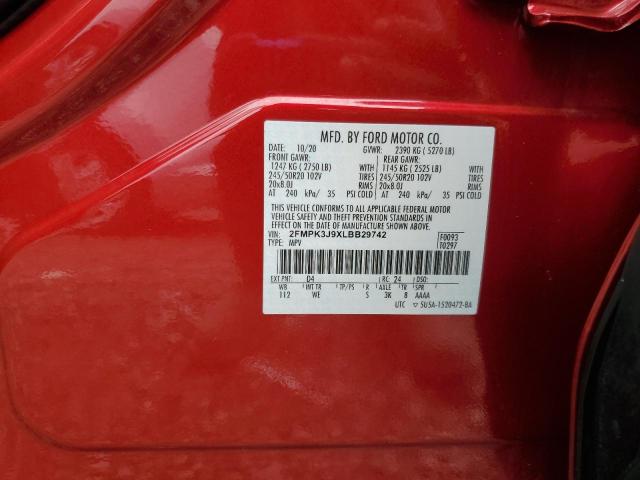 MFD. BY FORD MOTOR CO.
10/20 GVWR: 2390 KG ( 5270 LB)
FRONT GAWR: REAR GAWR:
1247 KG ( 2750 LB) WITH 1145 KG ( 2525 LB) WITH
245/50R20 102V TIRES 245/50R20 102V TIRES
20x8.0J RIMS 20x8.0J RIMS
AT 240 kPa/ 35 PSI COLD AT 240 kPa/ 35 PSI COLD
THIS VEHICLE CONFORMS TO ALL APPLICABLE FEDERAL MOTOR
VEHICLE SAFETY AND THEFT PREVENTION STANDARDS IN
EFFECT ON THE DATE OF MANUFACTURE SHOWN ABOVE.
VIN: 2FMPK3J9XLBB29742 F0093
TYPE: MPV T0297
EXT PNT: D4 RC: 24 DSO:
WB INT TR TP/PS R AXLE TR SPR
112 WE S 3K 8 AAAA
UTC ▽ 5U5A-1520472-BA